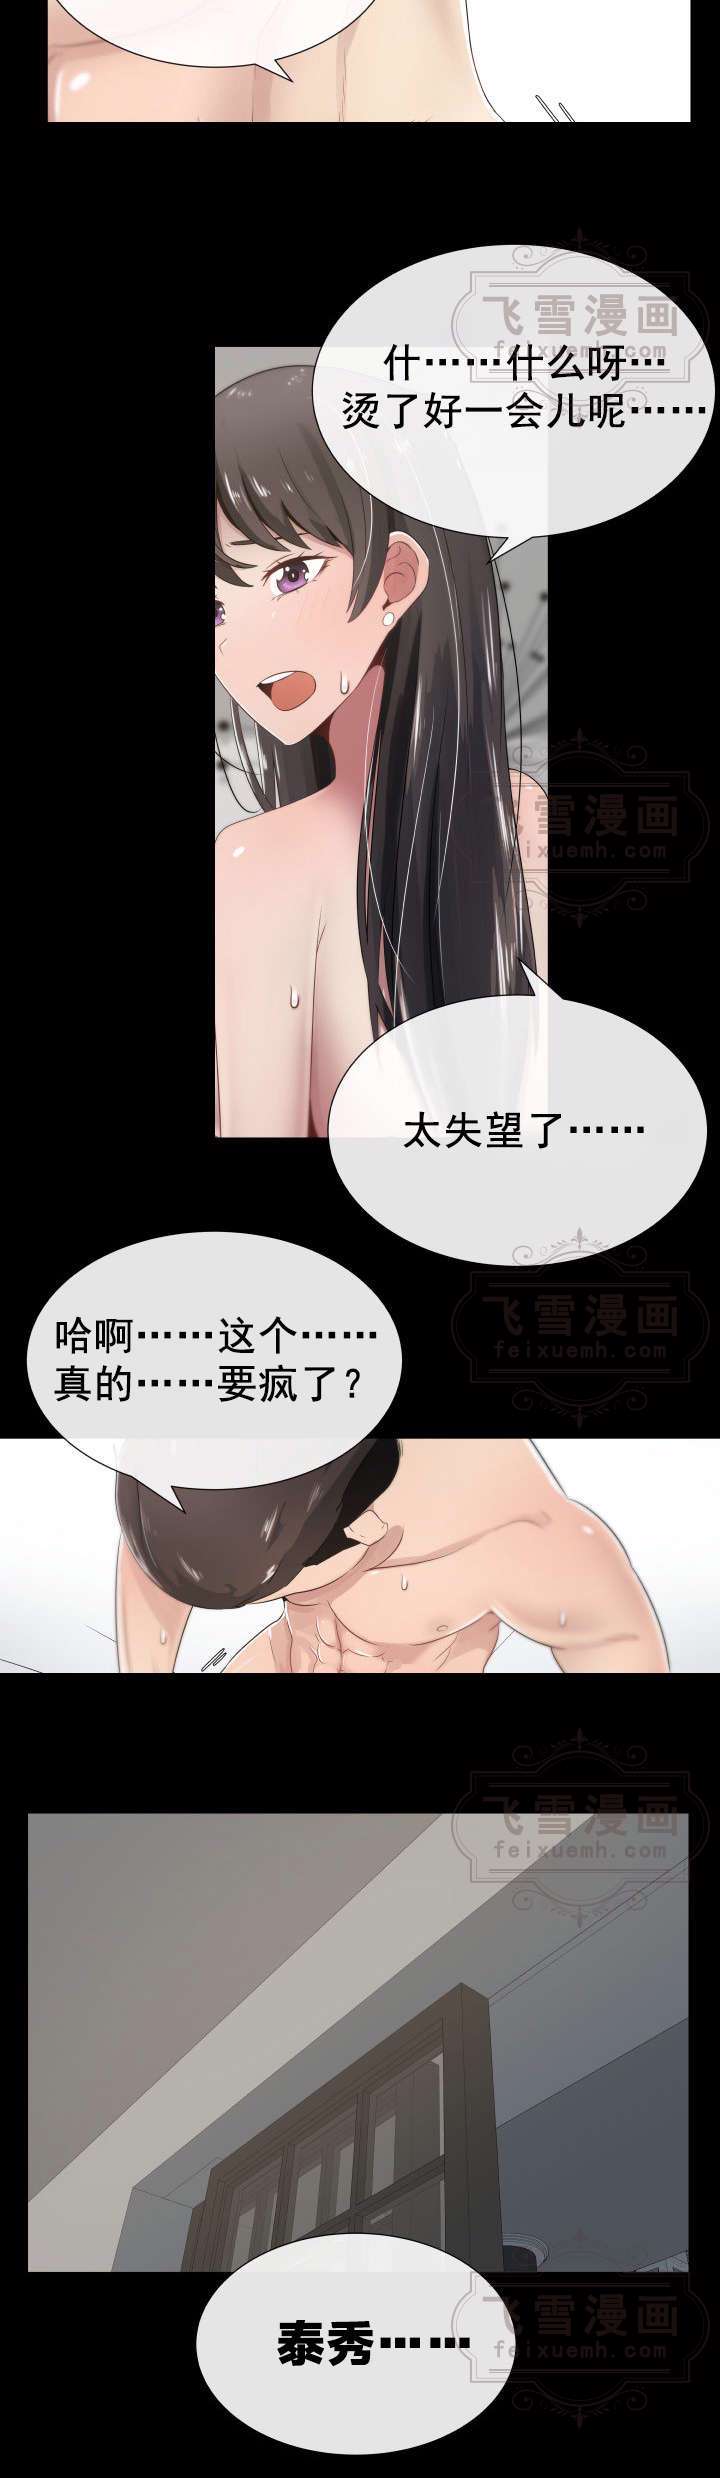 飞雪漫画
feixuemh.com
什……什么呀…
烫了好一会儿呢……
飞雪漫画
feixuemh.com
太失望了……
哈啊……这个……
真的……要疯了？
飞雪漫画
feixuemh.com
飞雪漫画
feixuemh.com
泰秀……
飞雪漫画
feixuemh.com